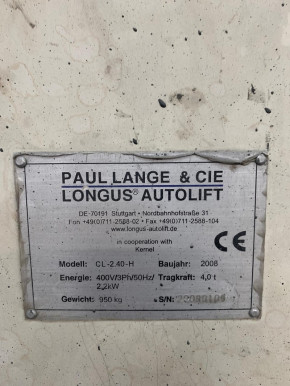 PAUL LANGE & CIE
LONGUS® AUTOLIFT
DE-70191 Stuttgart • Nordbahnhofstraße 31
Fon +49(0)711-2588-02 • Fax +49(0)711-2588-104
www.longus-autolift.de
in cooperation with
Kernel
CE
Modell: CL-2.40-H Baujahr: 2008
Energie: 400V/3Ph/50Hz/ Tragkraft: 4,0 t
2,2kW
Gewicht: 950 kg S/N: